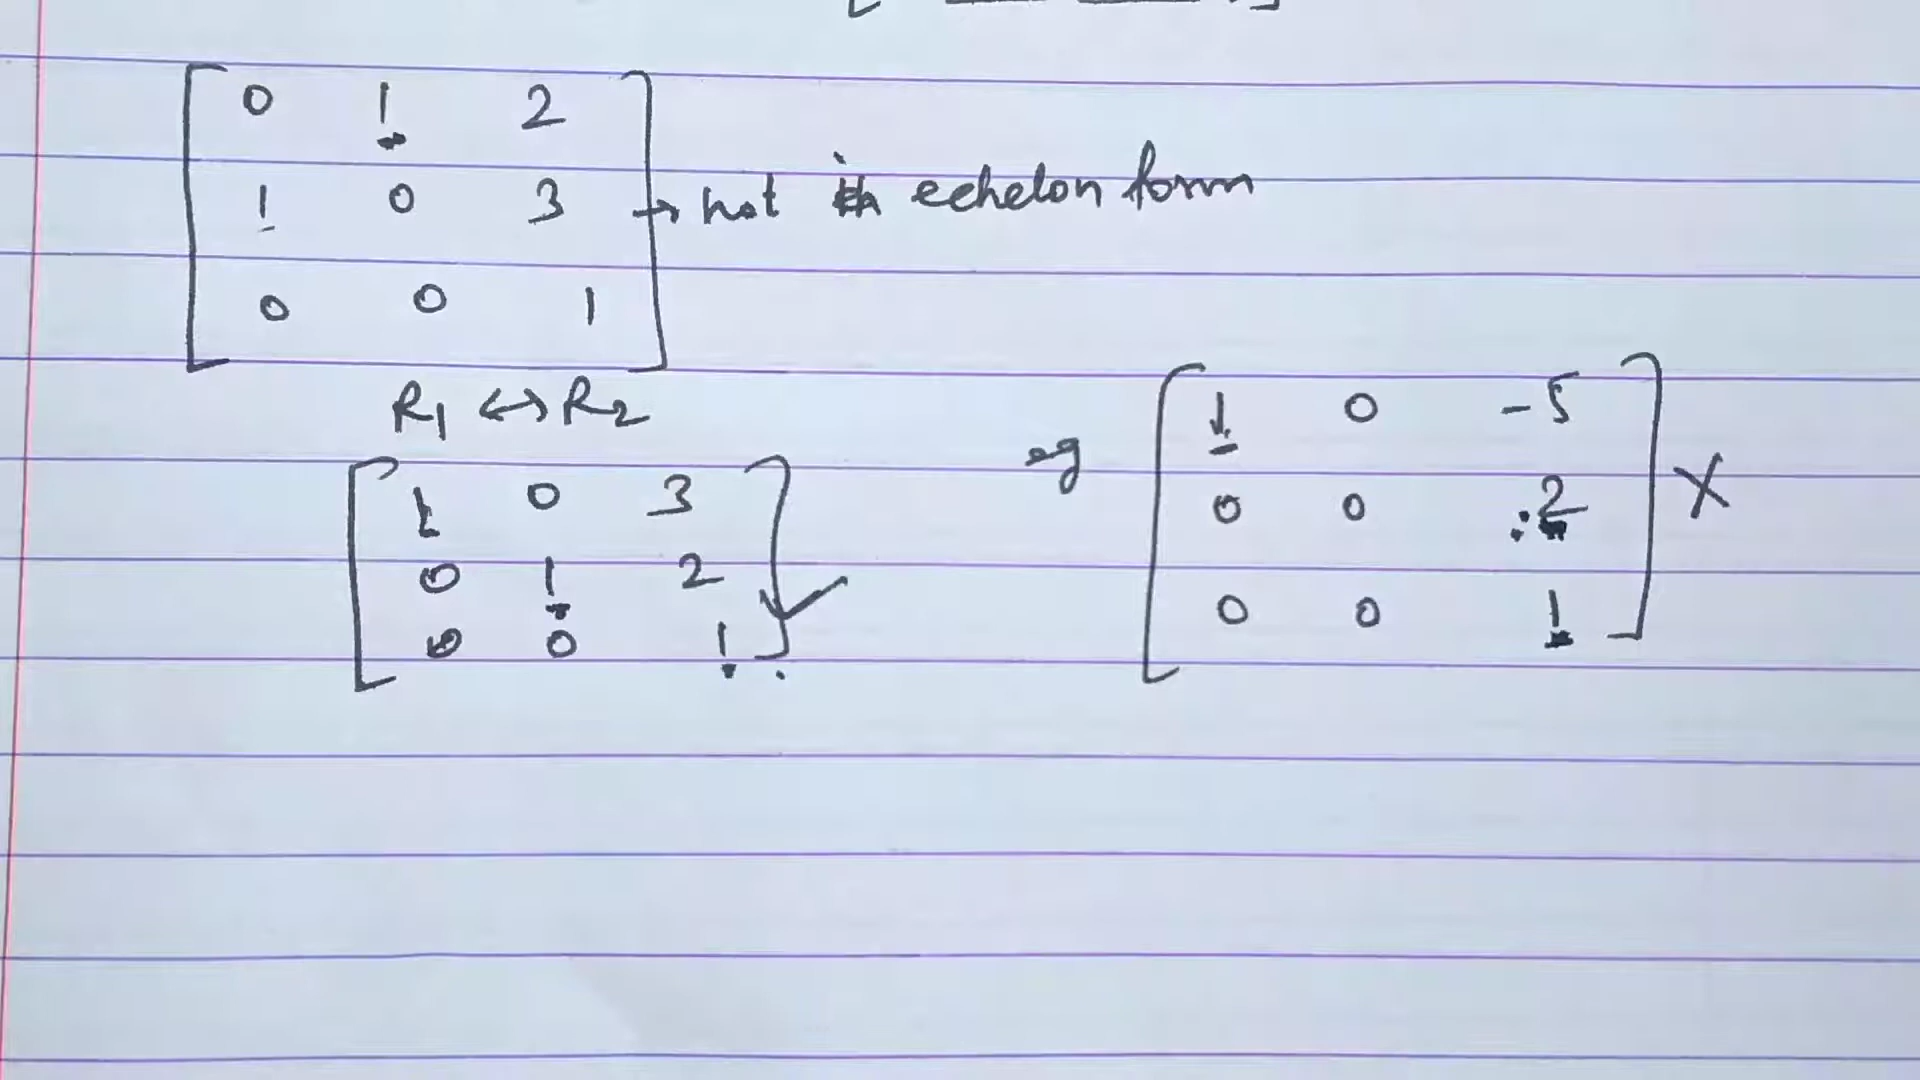 0 1 2
1 0 3 → not in echelon form
0 0 1
R1 ↔ R2
1 0 3
0 1 2
0 0 1
eg
1 0 -5
0 0 2 X
0 0 1